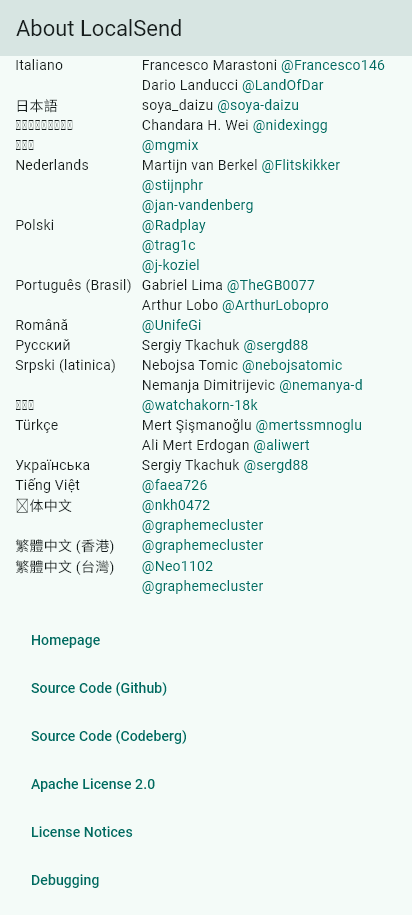 About LocalSend
Italiano Francesco Marastoni @Francesco146
Dario Landucci @LandOfDar
日本語 soya_daizu @soya-daizu
Chandara H. Wei @nidexingg
@mgmix
Nederlands Martijn van Berkel @Flitskikker
@stijnphr
@jan-vandenberg
Polski @Radplay
@trag1c
@j-koziel
Português (Brasil) Gabriel Lima @TheGB0077
Arthur Lobo @ArthurLobopro
Română @UnifeGi
Русский Sergiy Tkachuk @sergd88
Srpski (latinica) Nebojsa Tomic @nebojsatomic
Nemanja Dimitrijevic @nemanya-d
@watchakorn-18k
Türkçe Mert Şişmanoğlu @mertssmnoglu
Ali Mert Erdogan @aliwert
Українська Sergiy Tkachuk @sergd88
Tiếng Việt @faea726
体中文 @nkh0472
@graphemecluster
繁體中文 (香港) @graphemecluster
繁體中文 (台灣) @Neo1102
@graphemecluster
Homepage
Source Code (Github)
Source Code (Codeberg)
Apache License 2.0
License Notices
Debugging